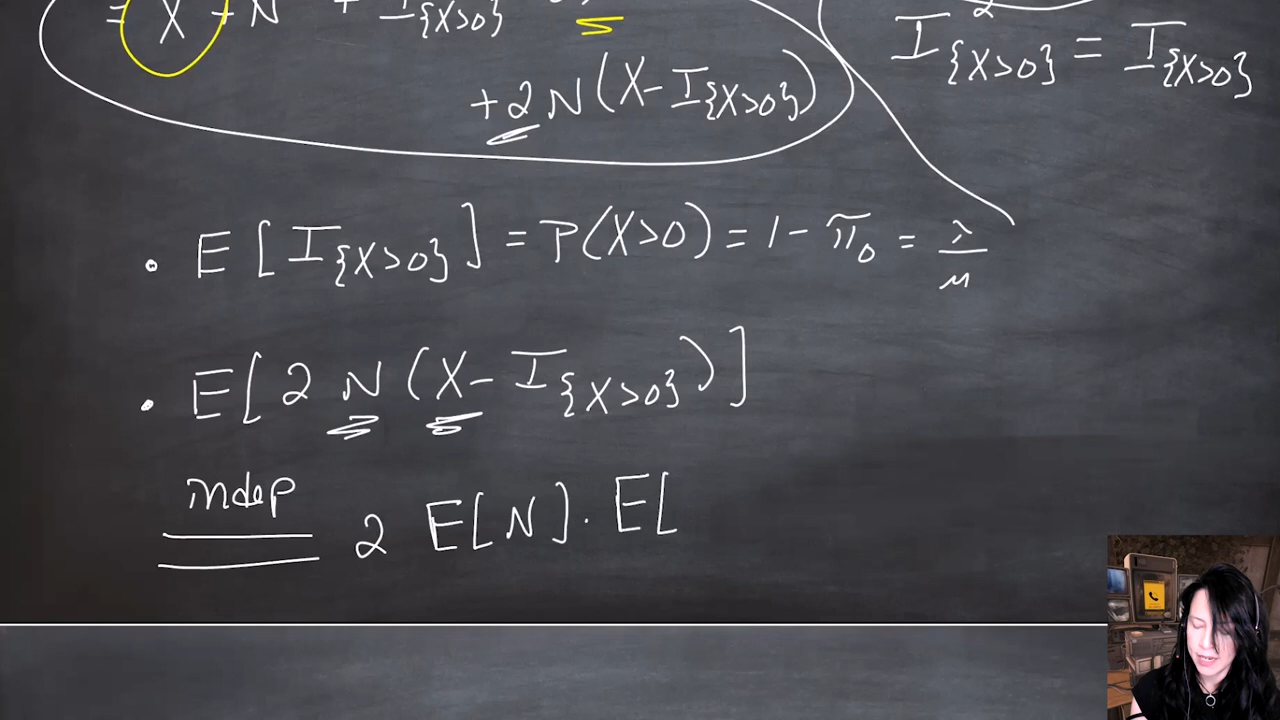 = X + N + I_{X>0}
I²_{X>0} = I_{X>0}
+2N(X-I_{X>0})
• E[I_{X>0}] = P(X>0) = 1 - π₀ = λ/μ
• E[2N(X-I_{X>0})]
indep
= 2 E[N] · E[